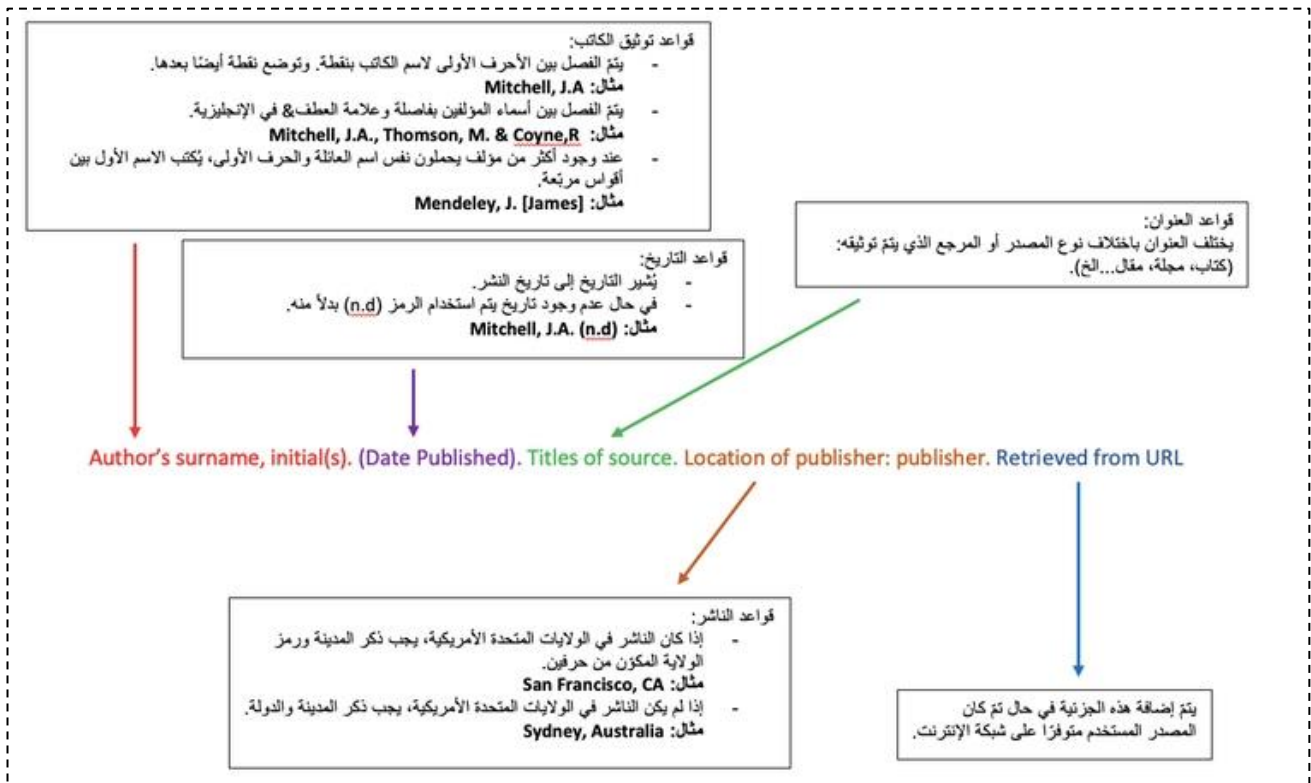 قواعد توثيق الكاتب:
- يتمّ الفصل بين الأحرف الأولى لاسم الكاتب بنقطة. وتوضع نقطة أيضًا بعدها.
مثال: Mitchell, J.A
- يتمّ الفصل بين أسماء المؤلفين بفاصلة وعلامة العطف& في الإنجليزية.
مثال: Mitchell, J.A., Thomson, M. & Coyne,R
- عند وجود أكثر من مؤلف يحملون نفس اسم العائلة والحرف الأولى، يُكتب الاسم الأول بين
أقواس مربّعة.
مثال: Mendeley, J. [James]
قواعد العنوان:
يختلف العنوان باختلاف نوع المصدر أو المرجع الذي يتمّ توثيقه:
(كتاب، مجلة، مقال...الخ).
قواعد التاريخ:
- يُشير التاريخ إلى تاريخ النشر.
- في حال عدم وجود تاريخ يتم استخدام الرمز (n.d) بدلاً منه.
مثال: Mitchell, J.A. (n.d)
Author's surname, initial(s). (Date Published). Titles of source. Location of publisher: publisher. Retrieved from URL
قواعد الناشر:
- إذا كان الناشر في الولايات المتحدة الأمريكية، يجب ذكر المدينة ورمز
الولاية المكوّن من حرفين.
مثال: San Francisco, CA
- إذا لم يكن الناشر في الولايات المتحدة الأمريكية، يجب ذكر المدينة والدولة.
مثال: Sydney, Australia
يتمّ إضافة هذه الجزئية في حال تمّ كان
المصدر المستخدم متوفرًا على شبكة الإنترنت.